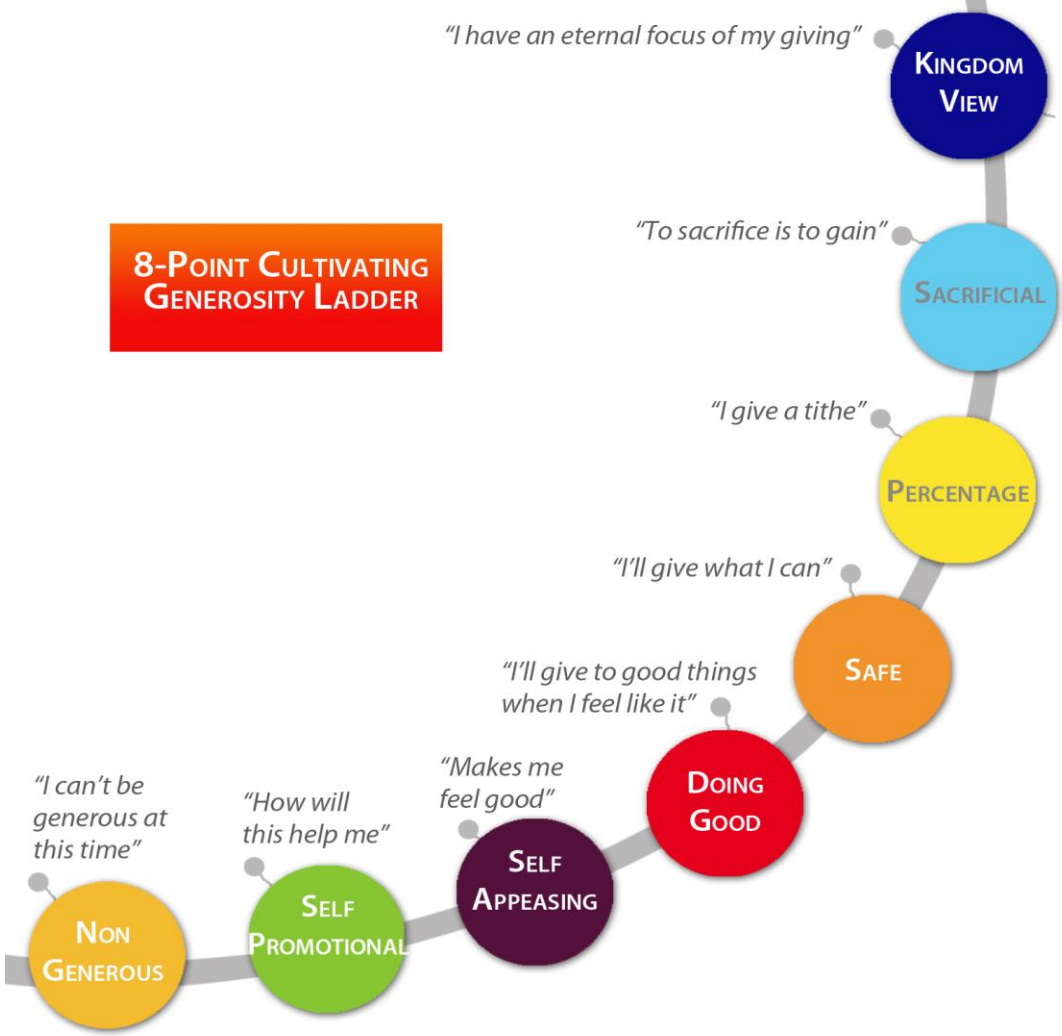 "I have an eternal focus of my giving"
KINGDOM
VIEW
"To sacrifice is to gain"
8-POINT CULTIVATING
GENEROSITY LADDER
SACRIFICIAL
"I give a tithe"
PERCENTAGE
"I'll give what I can"
SAFE
"I'll give to good things
when I feel like it"
DOING
GOOD
"Makes me
feel good"
SELF
APPEASING
"How will
this help me"
SELF
PROMOTIONAL
"I can't be
generous at
this time"
NON
GENEROUS